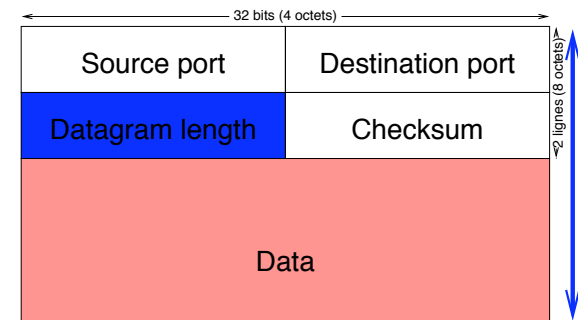 32 bits (4 octets)
Source port
Destination port
2 lignes (8 octets)
Datagram length
Checksum
Data